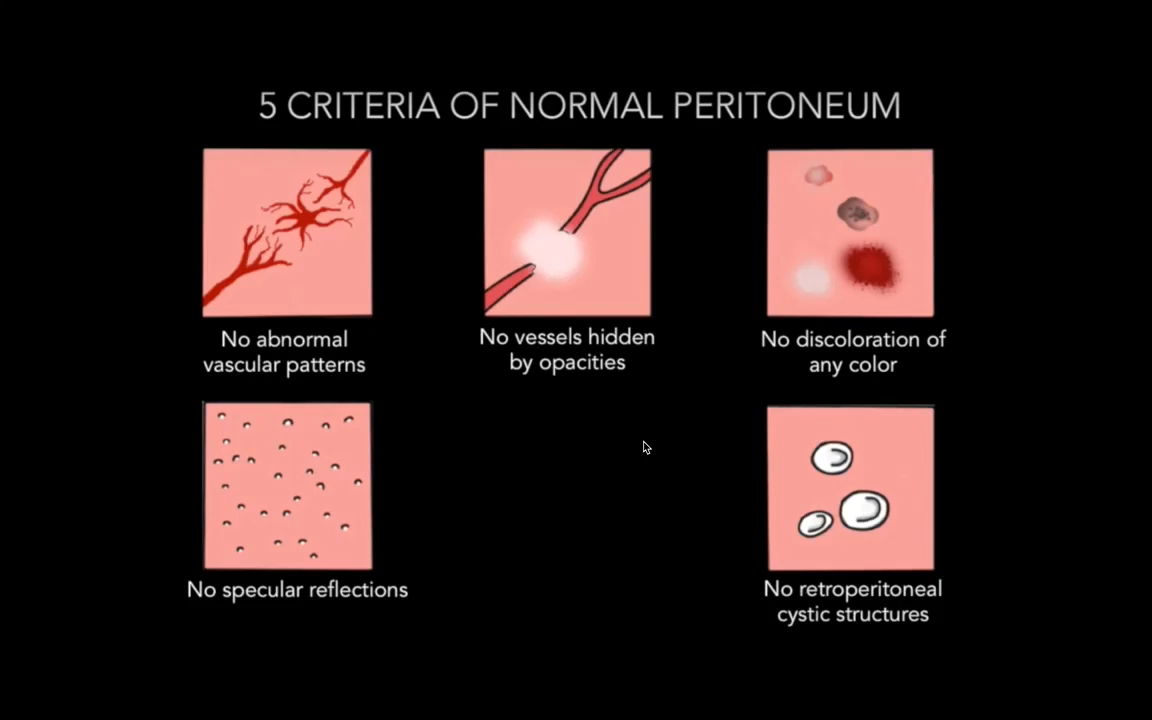 5 CRITERIA OF NORMAL PERITONEUM
No abnormal
vascular patterns
No vessels hidden
by opacities
No discoloration of
any color
No specular reflections
No retroperitoneal
cystic structures